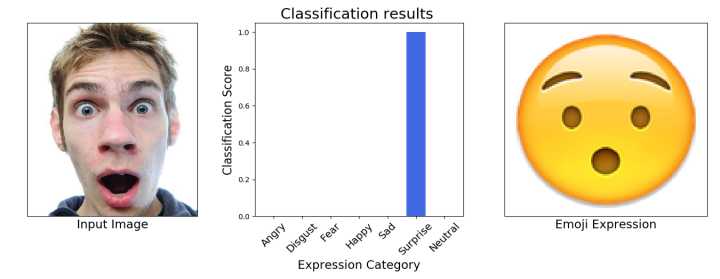 Classification results
Classification Score
1.0
0.8
0.6
0.4
0.2
0.0
Angry
Disgust
Fear
Happy
Sad
Surprise
Neutral
Expression Category
Input Image
Emoji Expression